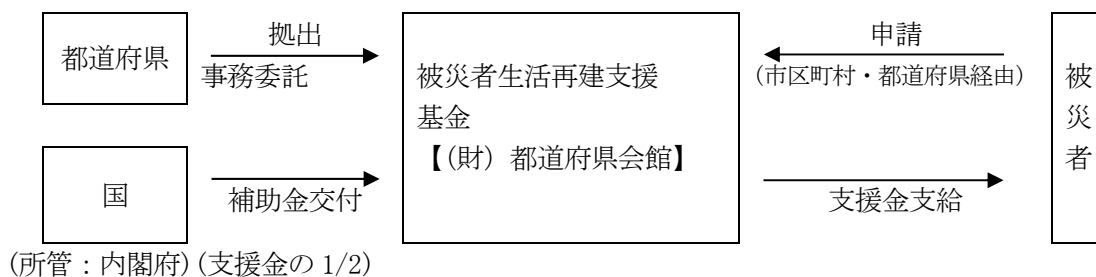 都道府県
拠出
事務委託
国
補助金交付
(所管：内閣府)(支援金の 1/2)
被災者生活再建支援
基金
【(財) 都道府県会館】
申請
(市区町村・都道府県経由)
支援金支給
被
災
者